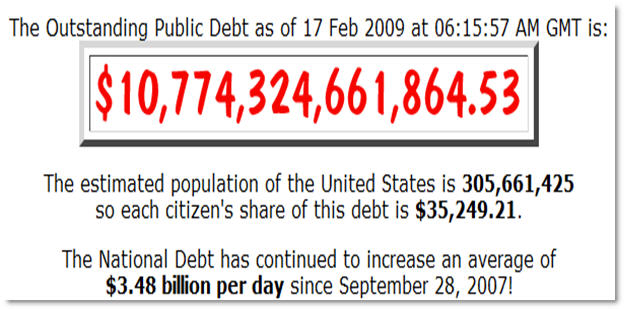 The Outstanding Public Debt as of 17 Feb 2009 at 06:15:57 AM GMT is:
$10,774,324,661,864.53
The estimated population of the United States is 305,661,425
so each citizen's share of this debt is $35,249.21.
The National Debt has continued to increase an average of
$3.48 billion per day since September 28, 2007!